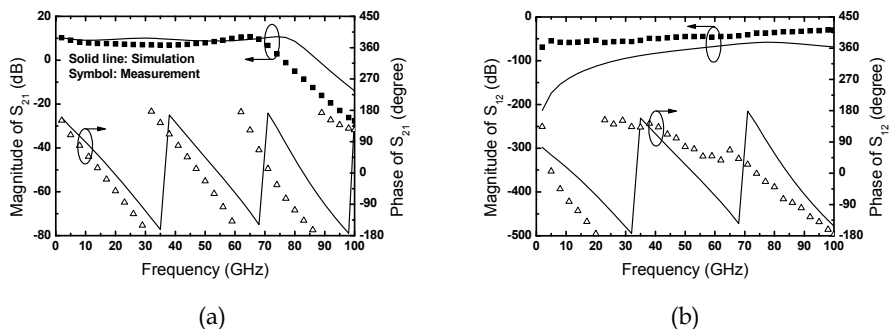 20
0
-20
-40
-60
-80
Magnitude of S21 (dB)
Solid line: Simulation
Symbol: Measurement
450
360
270
180
90
0
-90
-180
Phase of S21 (degree)
0 10 20 30 40 50 60 70 80 90 100
Frequency (GHz)
(a)
0
-100
-200
-300
-400
-500
Magnitude of S12 (dB)
450
360
270
180
90
0
-90
-180
Phase of S12 (degree)
0 10 20 30 40 50 60 70 80 90 100
Frequency (GHz)
(b)